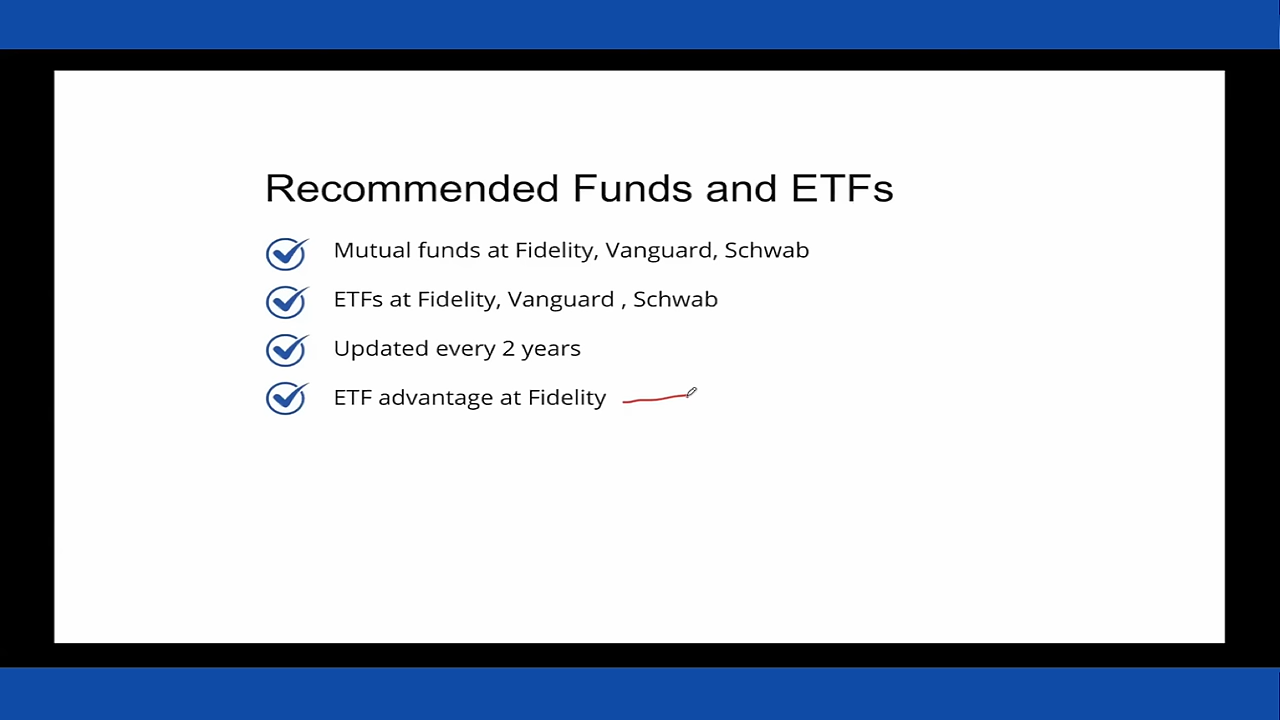 Recommended Funds and ETFs
Mutual funds at Fidelity, Vanguard, Schwab
ETFs at Fidelity, Vanguard , Schwab
Updated every 2 years
ETF advantage at Fidelity